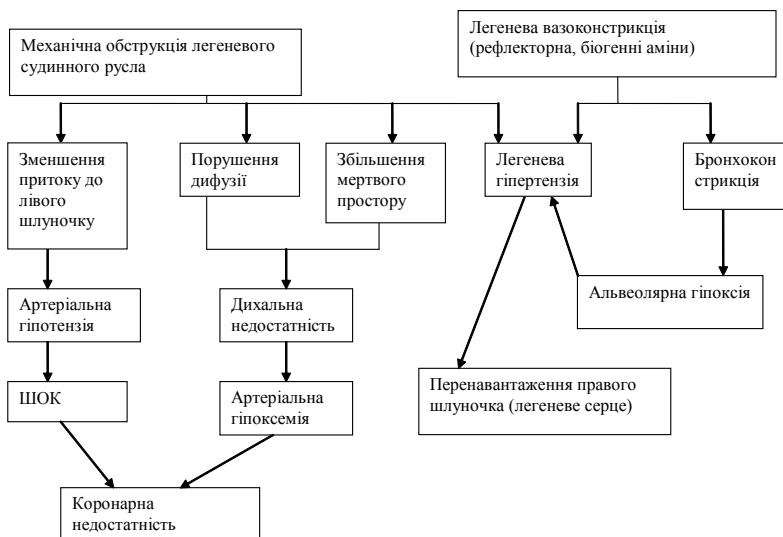 Механічна обструкція легеневого
судинного русла
Легенева вазоконстрикція
(рефлекторна, біогенні аміни)
Зменшення
притоку до
лівого
шлуночку
Порушення
дифузії
Збільшення
мертвого
простору
Легенева
гіпертензія
Бронхокон
стрикція
Артеріальна
гіпотензія
Дихальна
недостатність
Альвеолярна гіпоксія
ШОК
Артеріальна
гіпоксемія
Перенавантаження правого
шлуночка (легеневе серце)
Коронарна
недостатність